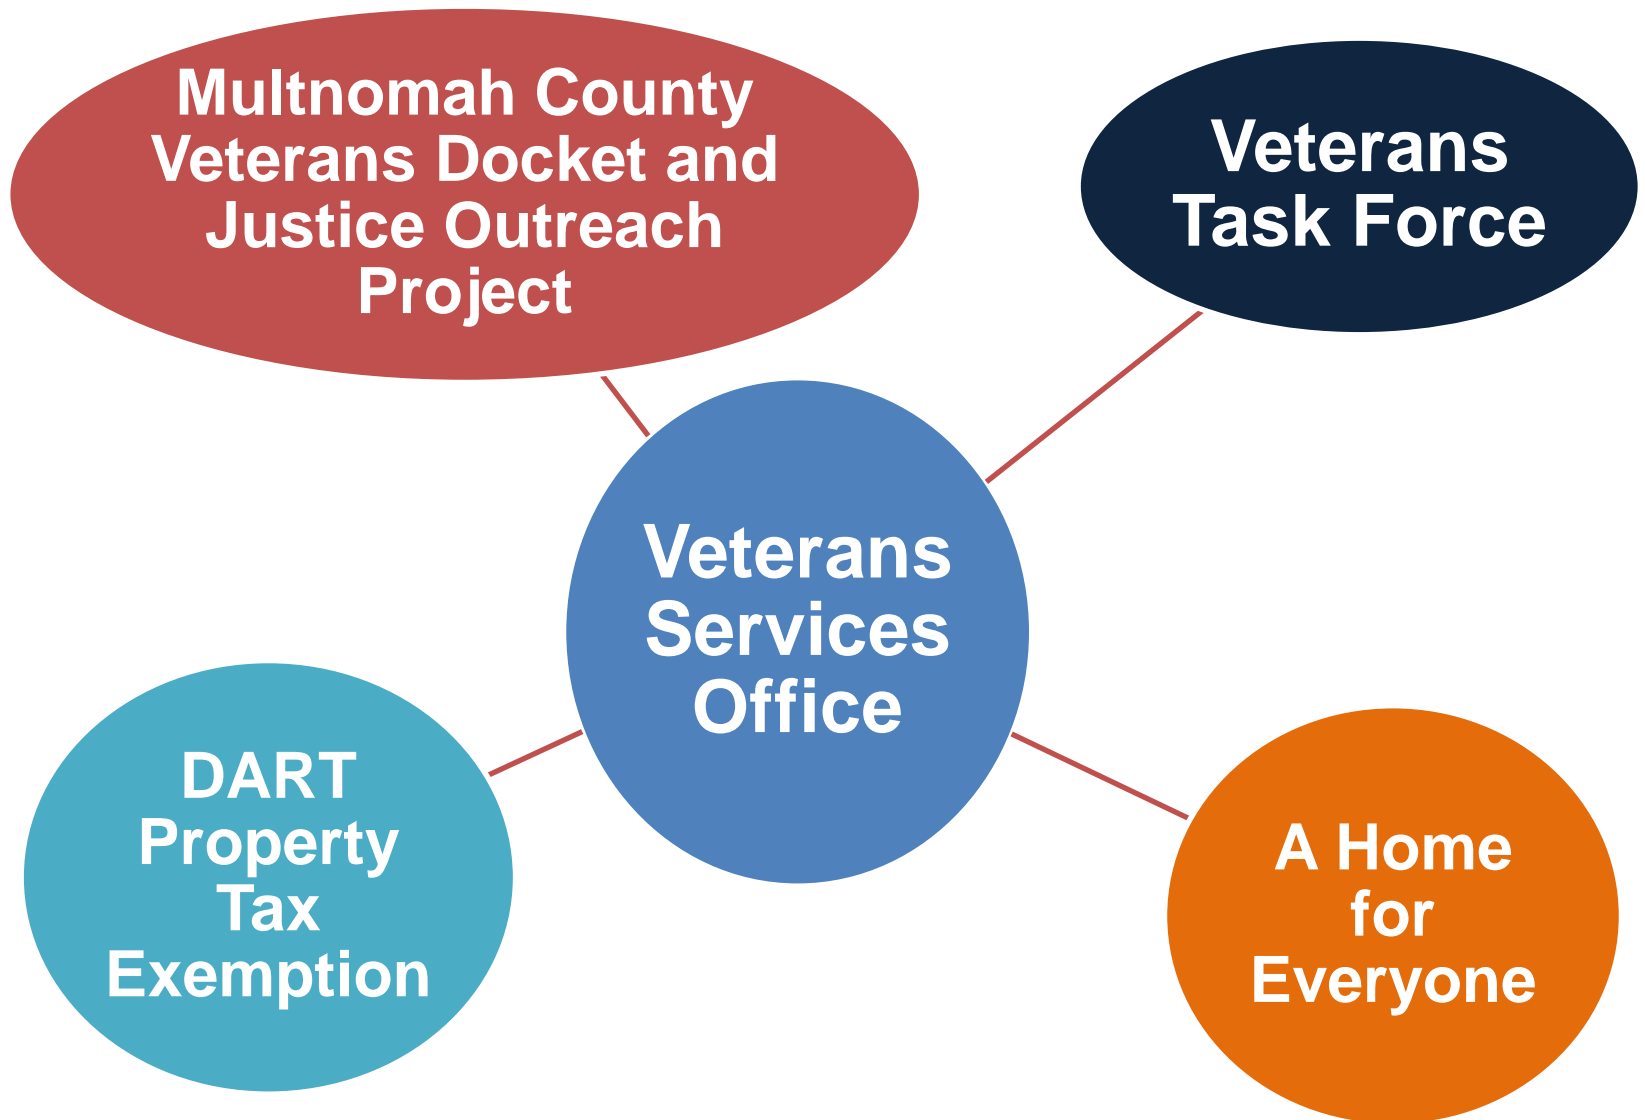 Multnomah County
Veterans Docket and
Justice Outreach
Project
Veterans
Task Force
Veterans
Services
Office
DART
Property
Tax
Exemption
A Home
for
Everyone